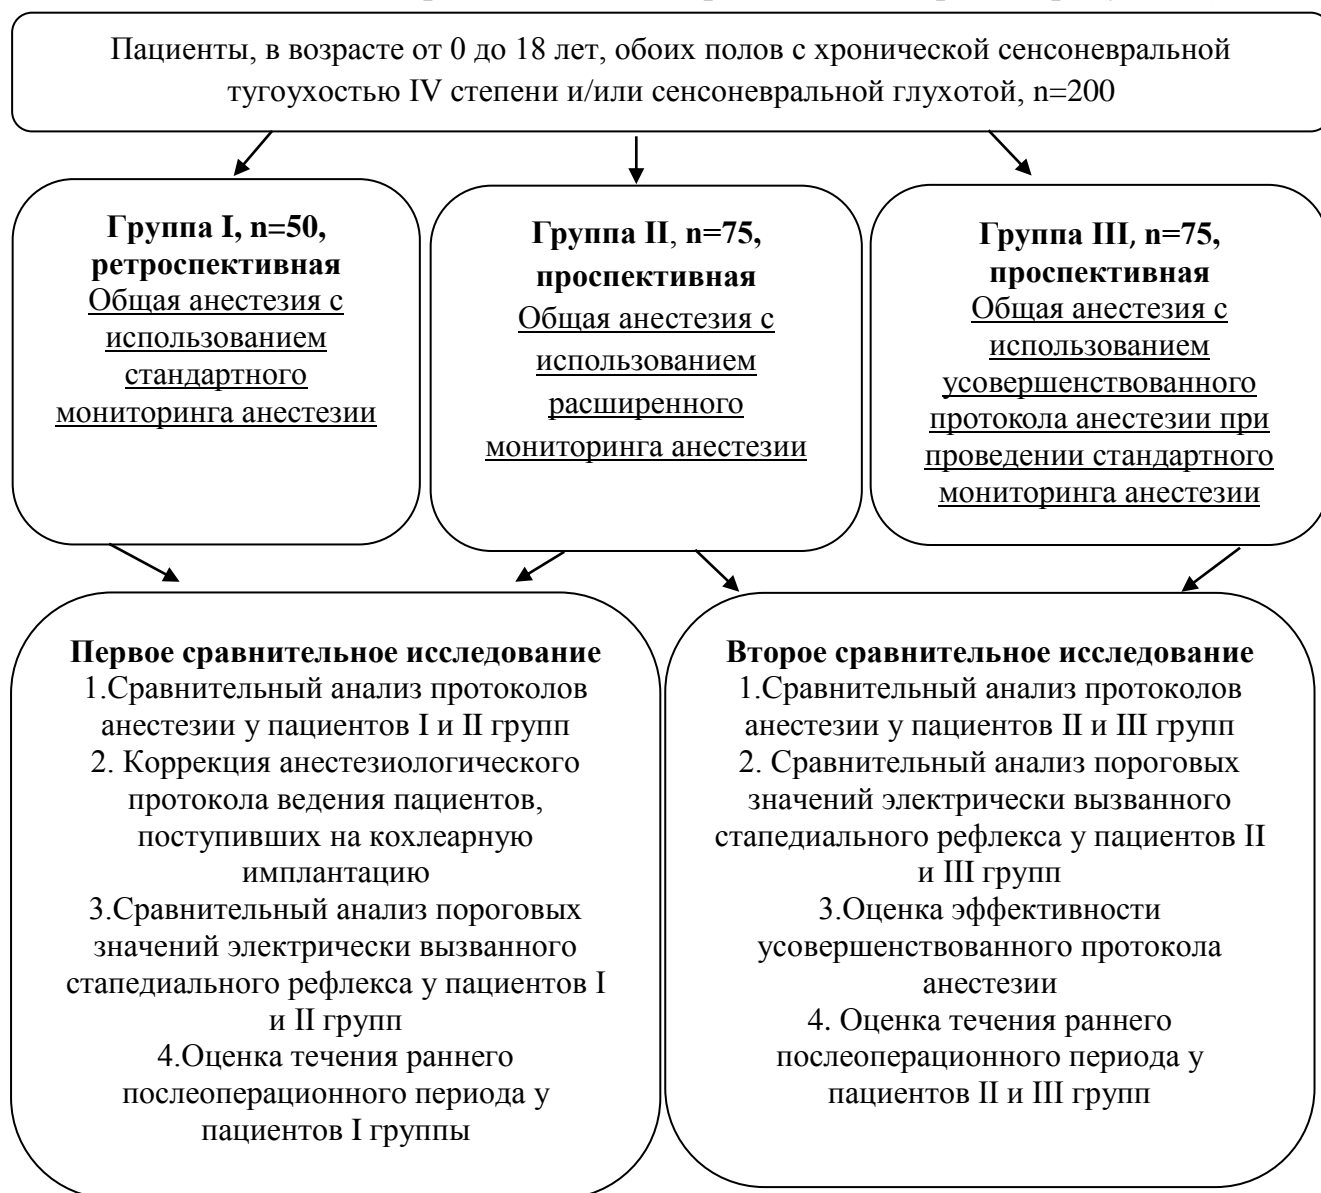 Пациенты, в возрасте от 0 до 18 лет, обоих полов с хронической сенсоневральной
тугоухостью IV степени и/или сенсоневральной глухотой, n=200
Группа I, n=50,
ретроспективная
Общая анестезия с
использованием
стандартного
мониторинга анестезии
Группа II, n=75,
проспективная
Общая анестезия с
использованием
расширенного
мониторинга анестезии
Группа III, n=75,
проспективная
Общая анестезия с
использованием
усовершенствованного
протокола анестезии при
проведении стандартного
мониторинга анестезии
Первое сравнительное исследование
1.Сравнительный анализ протоколов
анестезии у пациентов I и II групп
2. Коррекция анестезиологического
протокола ведения пациентов,
поступивших на кохлеарную
имплантацию
3.Сравнительный анализ пороговых
значений электрически вызванного
стапедиального рефлекса у пациентов I
и II групп
4.Оценка течения раннего
послеоперационного периода у
пациентов I группы
Второе сравнительное исследование
1.Сравнительный анализ протоколов
анестезии у пациентов II и III групп
2. Сравнительный анализ пороговых
значений электрически вызванного
стапедиального рефлекса у пациентов II
и III групп
3.Оценка эффективности
усовершенствованного протокола
анестезии
4. Оценка течения раннего
послеоперационного периода у
пациентов II и III групп